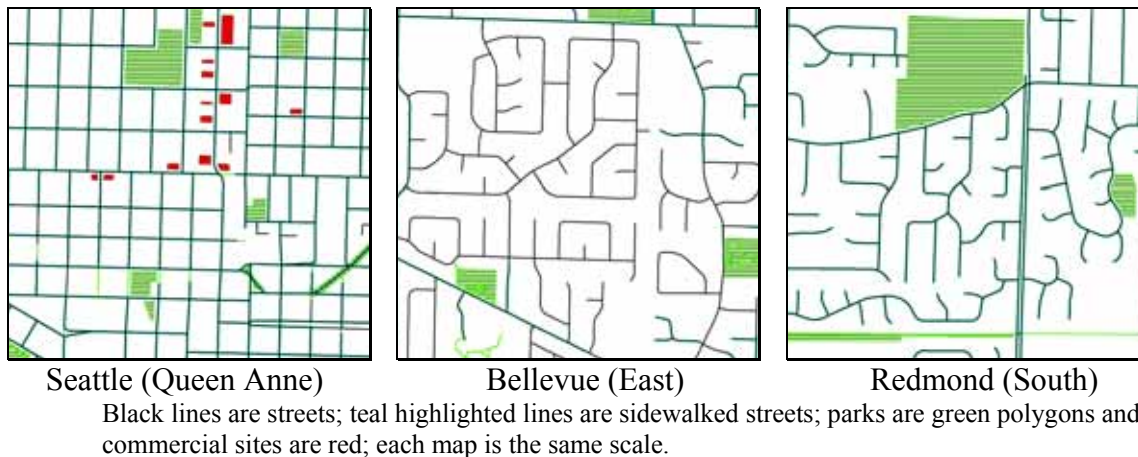 Seattle (Queen Anne) Bellevue (East) Redmond (South)
Black lines are streets; teal highlighted lines are sidewalked streets; parks are green polygons and
commercial sites are red; each map is the same scale.